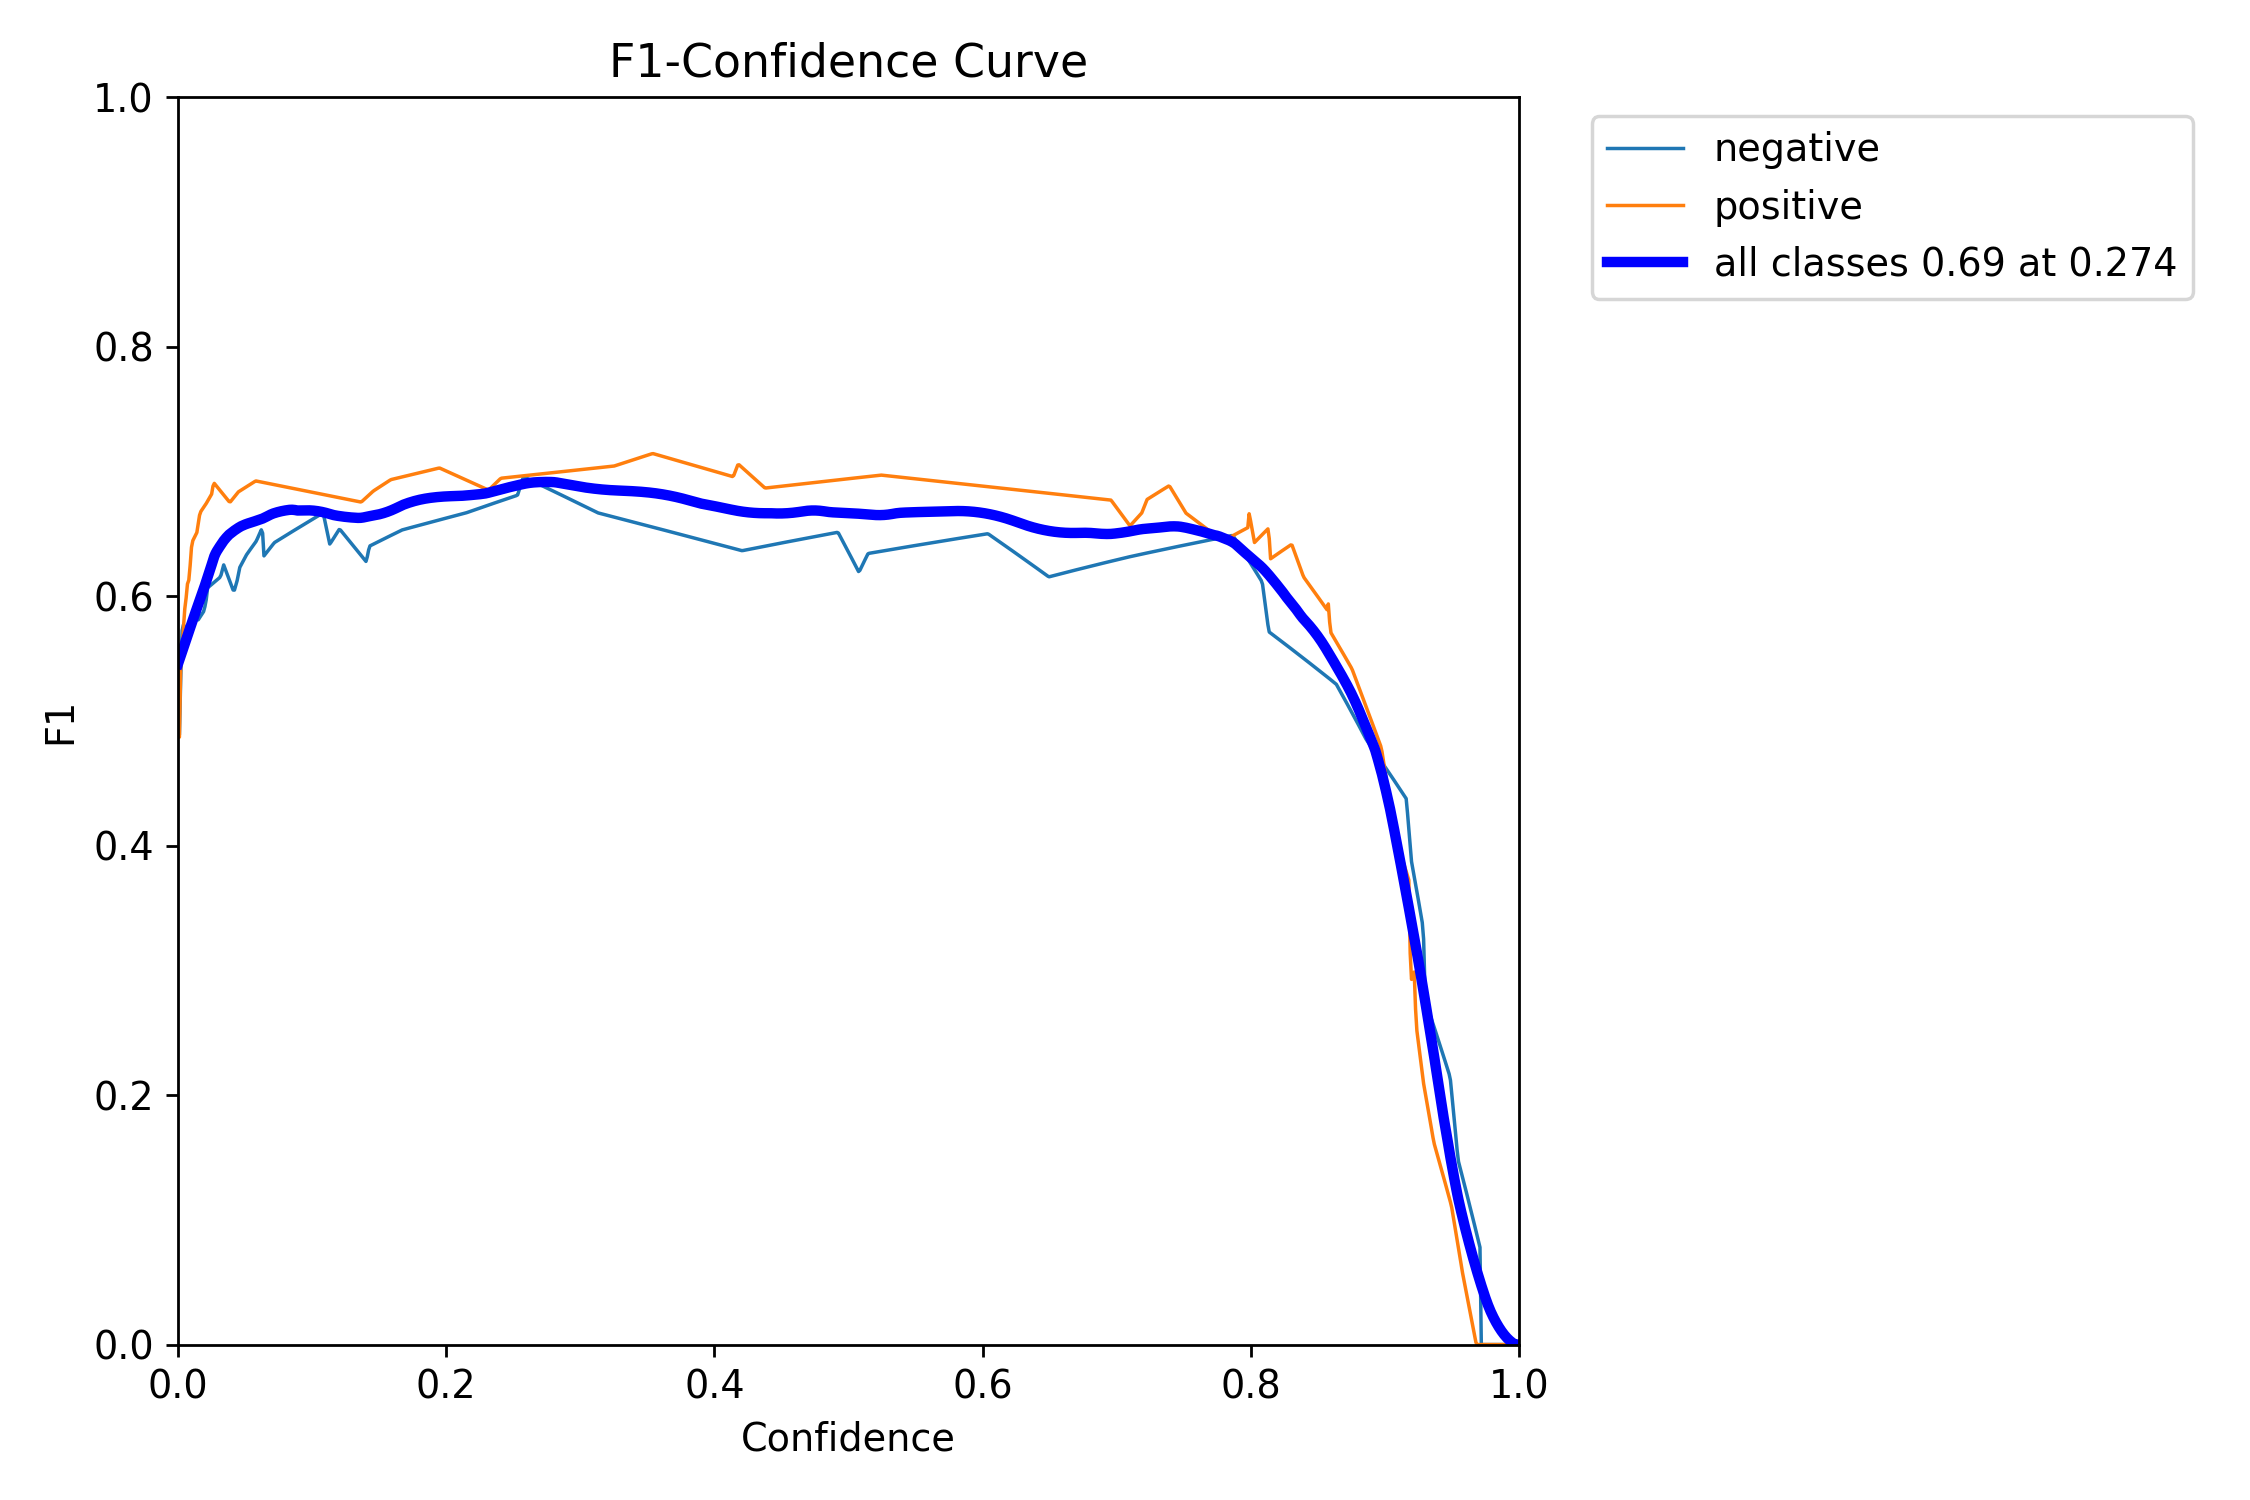 F1-Confidence Curve
1.0
0.8
0.6
0.4
0.2
0.0
F1
0.0 0.2 0.4 0.6 0.8 1.0
Confidence
negative
positive
all classes 0.69 at 0.274